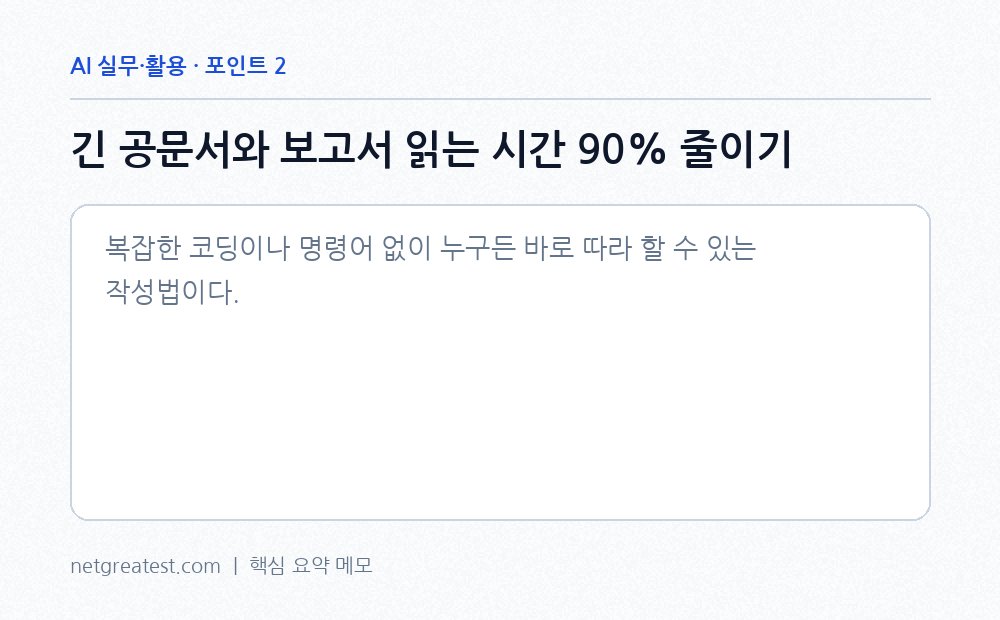 AI 실무·활용 · 포인트 2
긴 공문서와 보고서 읽는 시간 90% 줄이기
복잡한 코딩이나 명령어 없이 누구든 바로 따라 할 수 있는
작성법이다.
netgreatest.com | 핵심 요약 메모